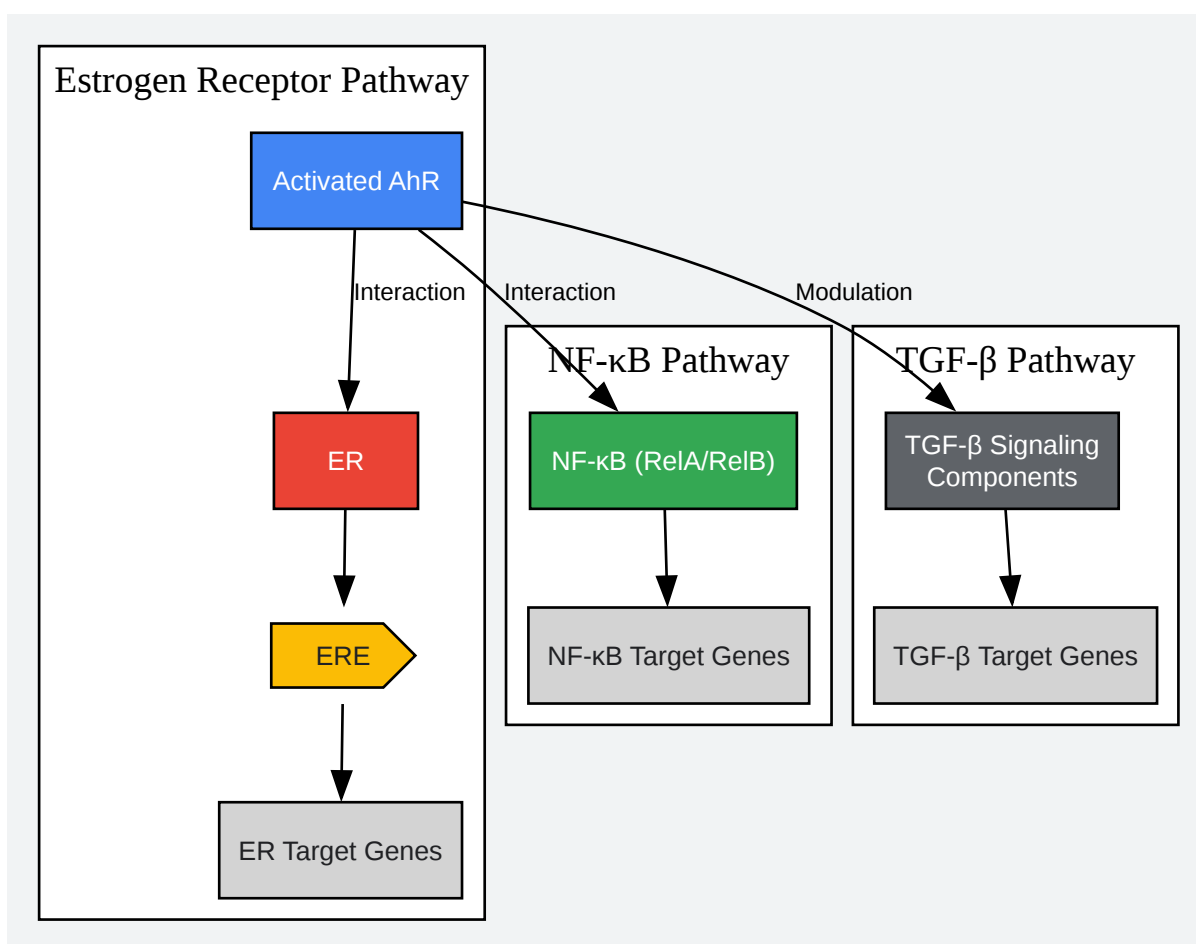 Estrogen Receptor Pathway
Activated AhR
Interaction
Interaction
Modulation
NF-κB Pathway
TGF-β Pathway
ER
NF-κB (RelA/RelB)
TGF-β Signaling
Components
ERE
NF-κB Target Genes
TGF-β Target Genes
ER Target Genes